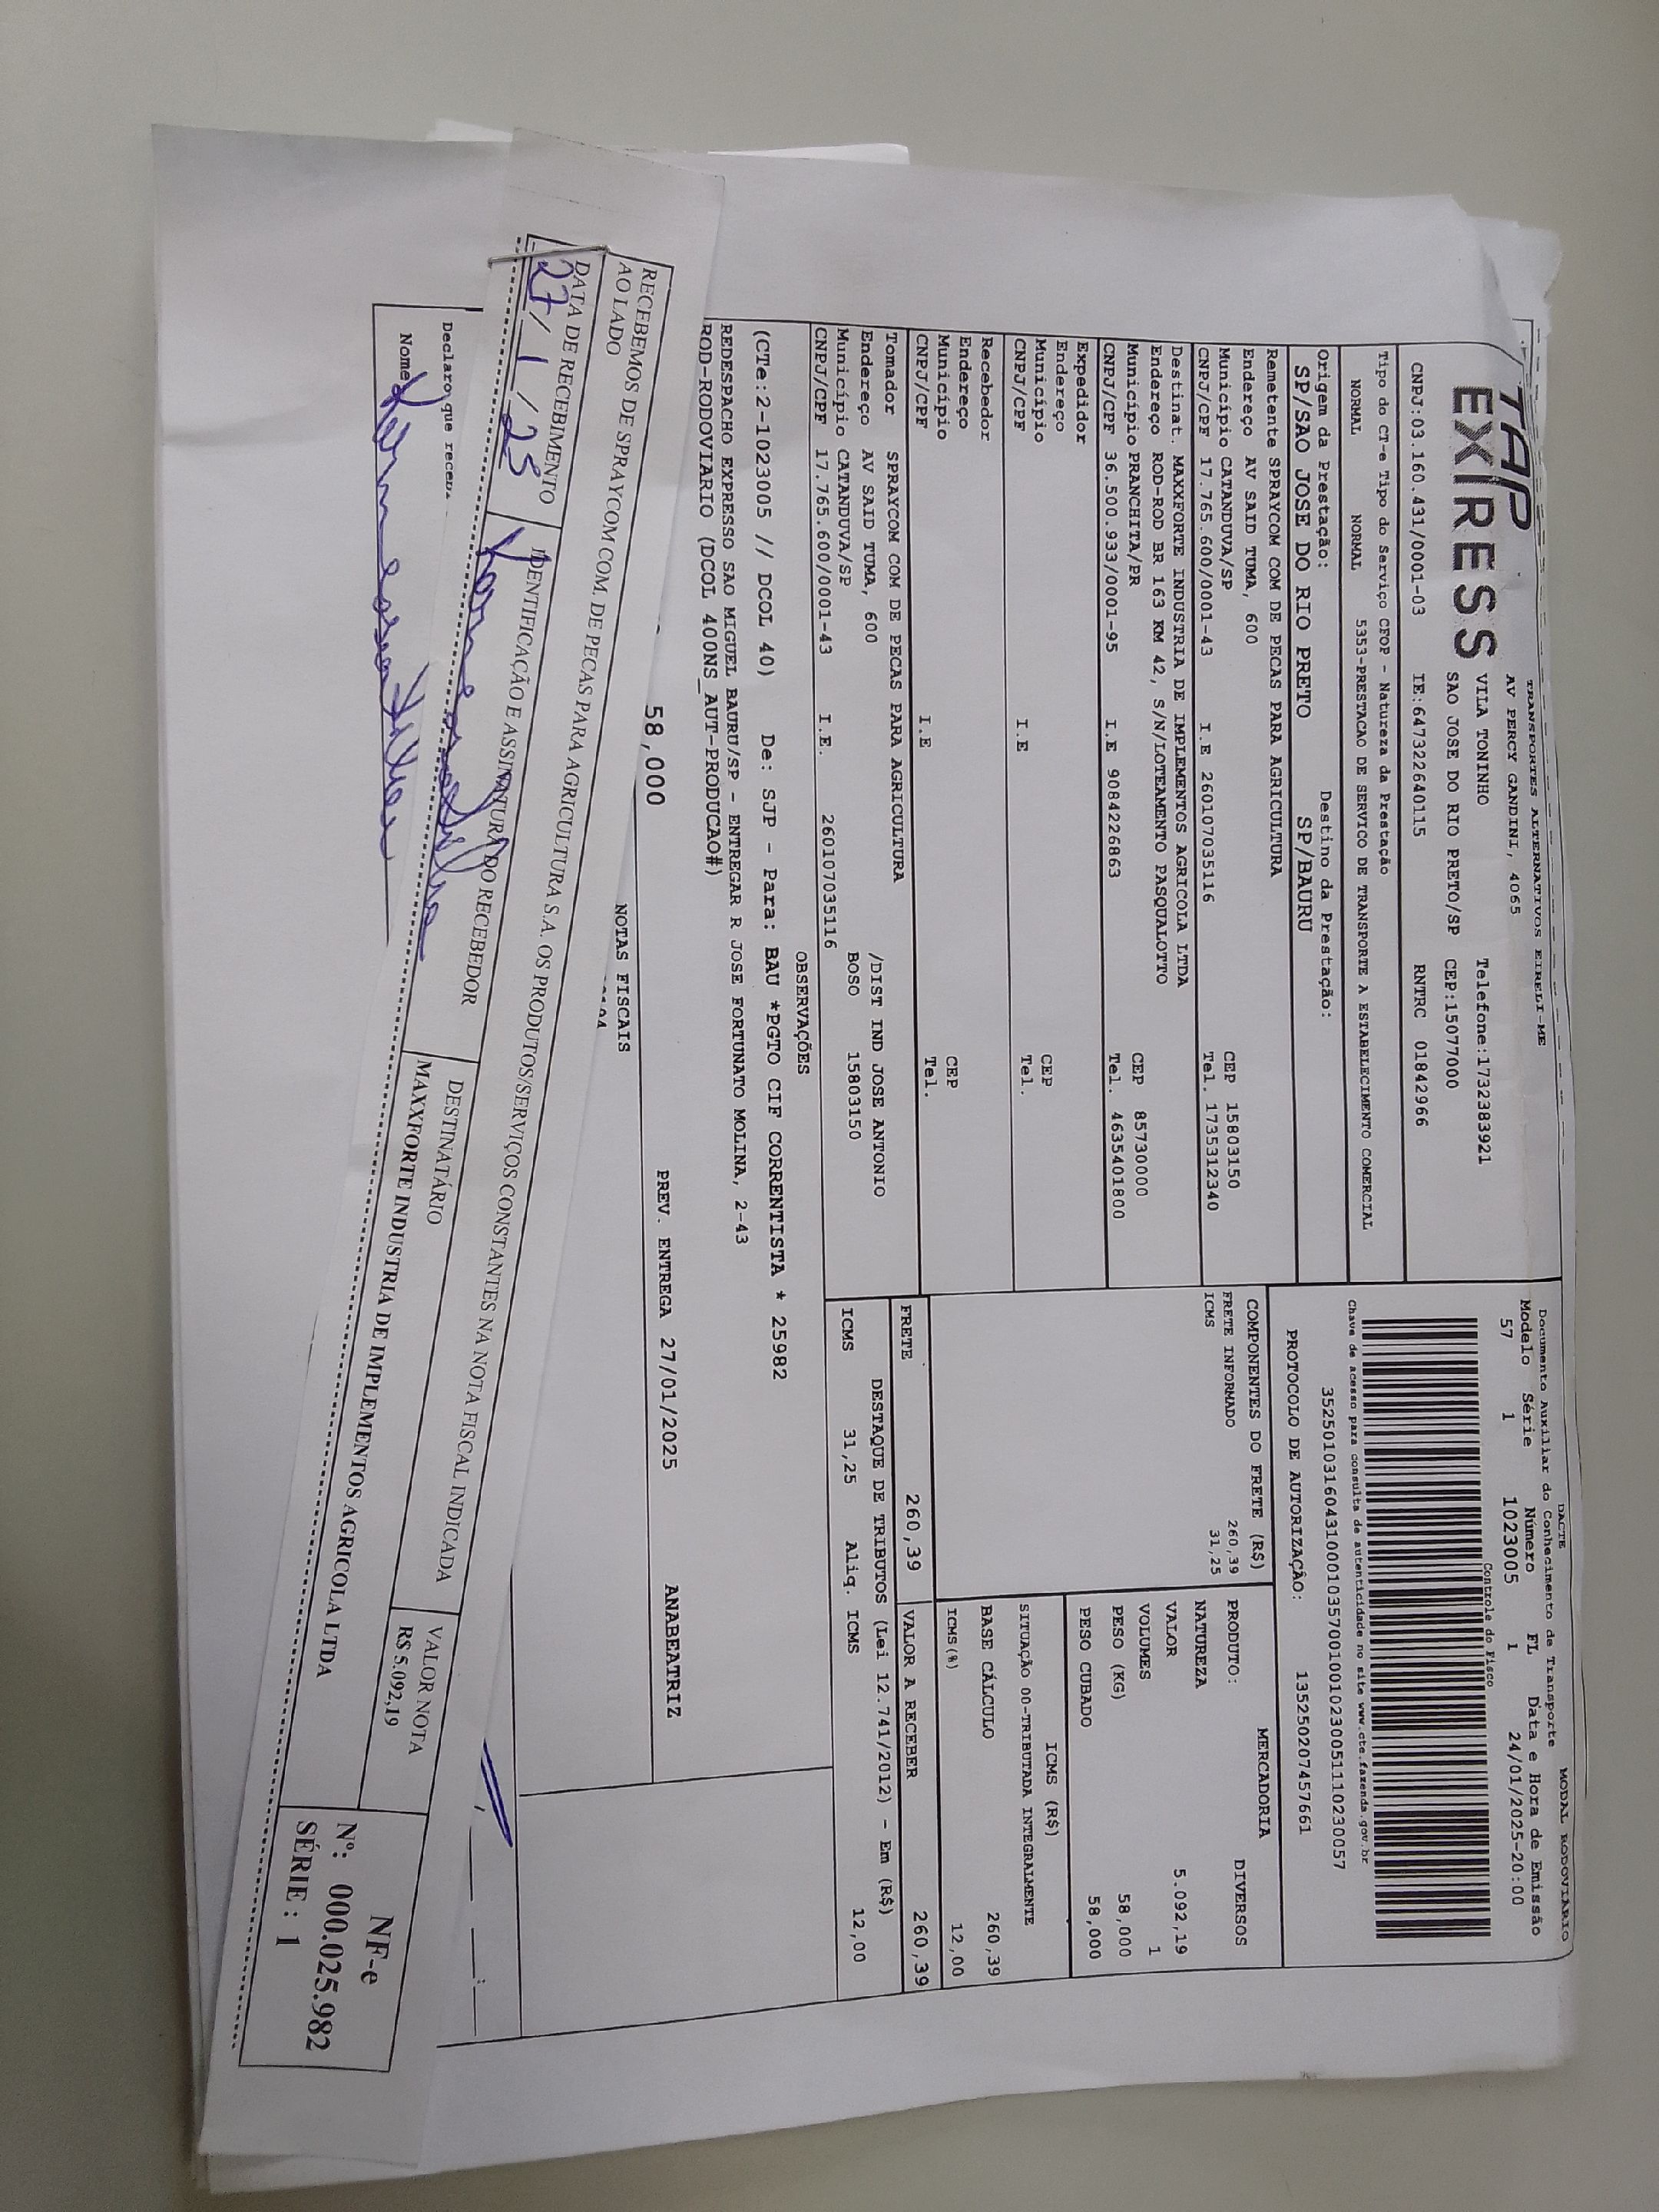 TAP
EXPRESS
TRANSPORTES ALTERNATIVOS EIRELI-ME
AV PERCY GANDINI, 4065
VILA TONINHO Telefone:1732383921
SAO JOSE DO RIO PRETO/SP CEP:15077000
CNPJ:03.160.431/0001-03 IE:647322640115 RNTRC 01842966
Tipo do CT-e Tipo do Serviço CFOP - Natureza da Prestação
NORMAL NORMAL 5353-PRESTACAO DE SERVICO DE TRANSPORTE A ESTABELECIMENTO COMERCIAL
Origem da Prestação: Destino da Prestação:
SP/SAO JOSE DO RIO PRETO SP/BAURU
Remetente SPRAYCOM COM DE PECAS PARA AGRICULTURA
Endereço AV SAID TUMA, 600 CEP 15803150
Município CATANDUVA/SP Tel. 1735312340
CNPJ/CPF 17.765.600/0001-43 I.E 260107035116
Destinat. MAXXFORTE INDUSTRIA DE IMPLEMENTOS AGRICOLA LTDA
Endereço ROD-ROD BR 163 KM 42, S/N/LOTEAMENTO PASQUALOTTO
Município PRANCHITA/PR CEP 85730000
CNPJ/CPF 36.500.933/0001-95 I.E 9084226863 Tel. 4635401800
Expedidor
Endereço
Município CEP
CNPJ/CPF I.E Tel.
Recebedor
Endereço
Município CEP
CNPJ/CPF I.E Tel.
Tomador SPRAYCOM COM DE PECAS PARA AGRICULTURA
Endereço AV SAID TUMA, 600 /DIST IND JOSE ANTONIO
Município CATANDUVA/SP BOSO 15803150
CNPJ/CPF 17.765.600/0001-43 I.E. 260107035116
DACTE MODAL RODOVIÁRIO
Documento Auxiliar do Conhecimento de Transporte
Modelo Série Número FL Data e Hora de Emissão
57 1 1023005 1 24/01/2025-20:00
Controle do Fisco
Chave de acesso para consulta de autenticidade no site www.cte.fazenda.gov.br
35250103160431000103570010010230051110230057
PROTOCOLO DE AUTORIZAÇÃO: 135250207457661
COMPONENTES DO FRETE (R$)
FRETE INFORMADO 260,39
ICMS 31,25
MERCADORIA
PRODUTO: DIVERSOS
NATUREZA
VALOR 5.092,19
VOLUMES 1
PESO (KG) 58,000
PESO CUBADO 58,000
ICMS (R$)
SITUAÇÃO 00-TRIBUTADA INTEGRALMENTE
BASE CÁLCULO 260,39
ICMS(%) 12,00
FRETE 260,39 VALOR A RECEBER 260,39
DESTAQUE DE TRIBUTOS (Lei 12.741/2012) - Em (R$)
ICMS 31,25 Aliq. ICMS 12,00
OBSERVAÇÕES
(CTe:2-1023005 // DCOL 40) De: SJP - Para: BAU *PGTO CIF CORRENTISTA * 25982
REDESPACHO EXPRESSO SAO MIGUEL BAURU/SP - ENTREGAR R JOSE FORTUNATO MOLINA, 2-43
ROD-RODOVIARIO (DCOL 400NS_AUT-PRODUCAO#)
58,000 PREV. ENTREGA 27/01/2025 ANABEATRIZ
NOTAS FISCAIS
RECEBEMOS DE SPRAYCOM COM. DE PECAS PARA AGRICULTURA S.A. OS PRODUTOS/SERVIÇOS CONSTANTES NA NOTA FISCAL INDICADA
AO LADO
DATA DE RECEBIMENTO IDENTIFICAÇÃO E ASSINATURA DO RECEBEDOR DESTINATÁRIO VALOR NOTA
27/1/25 MAXXFORTE INDUSTRIA DE IMPLEMENTOS AGRICOLA LTDA R$ 5.092,19
NF-e
Nº: 000.025.982
SÉRIE : 1
Declaro que
Nome